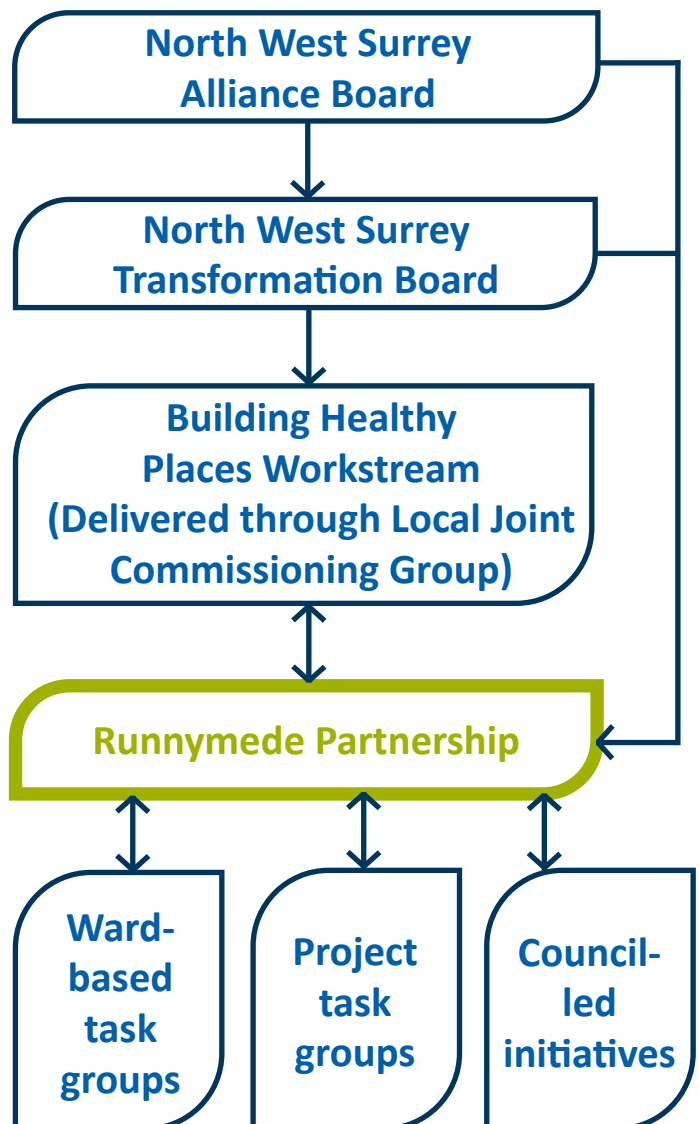 North West Surrey
Alliance Board
North West Surrey
Transformation Board
Building Healthy
Places Workstream
(Delivered through Local Joint
Commissioning Group)
Runnymede Partnership
Ward-
based
task
groups
Project
task
groups
Council-
led
initiatives